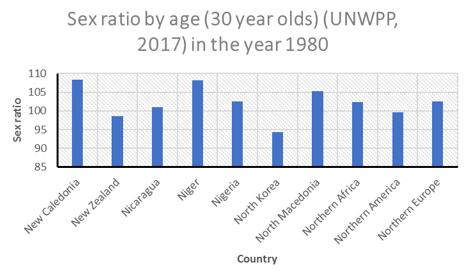 Sex ratio by age (30 year olds) (UNWPP,
2017) in the year 1980
Sex ratio
110
105
100
95
90
85
New Caledonia
New Zealand
Nicaragua
Niger
Nigeria
North Korea
North Macedonia
Northern Africa
Northern America
Northern Europe
Country